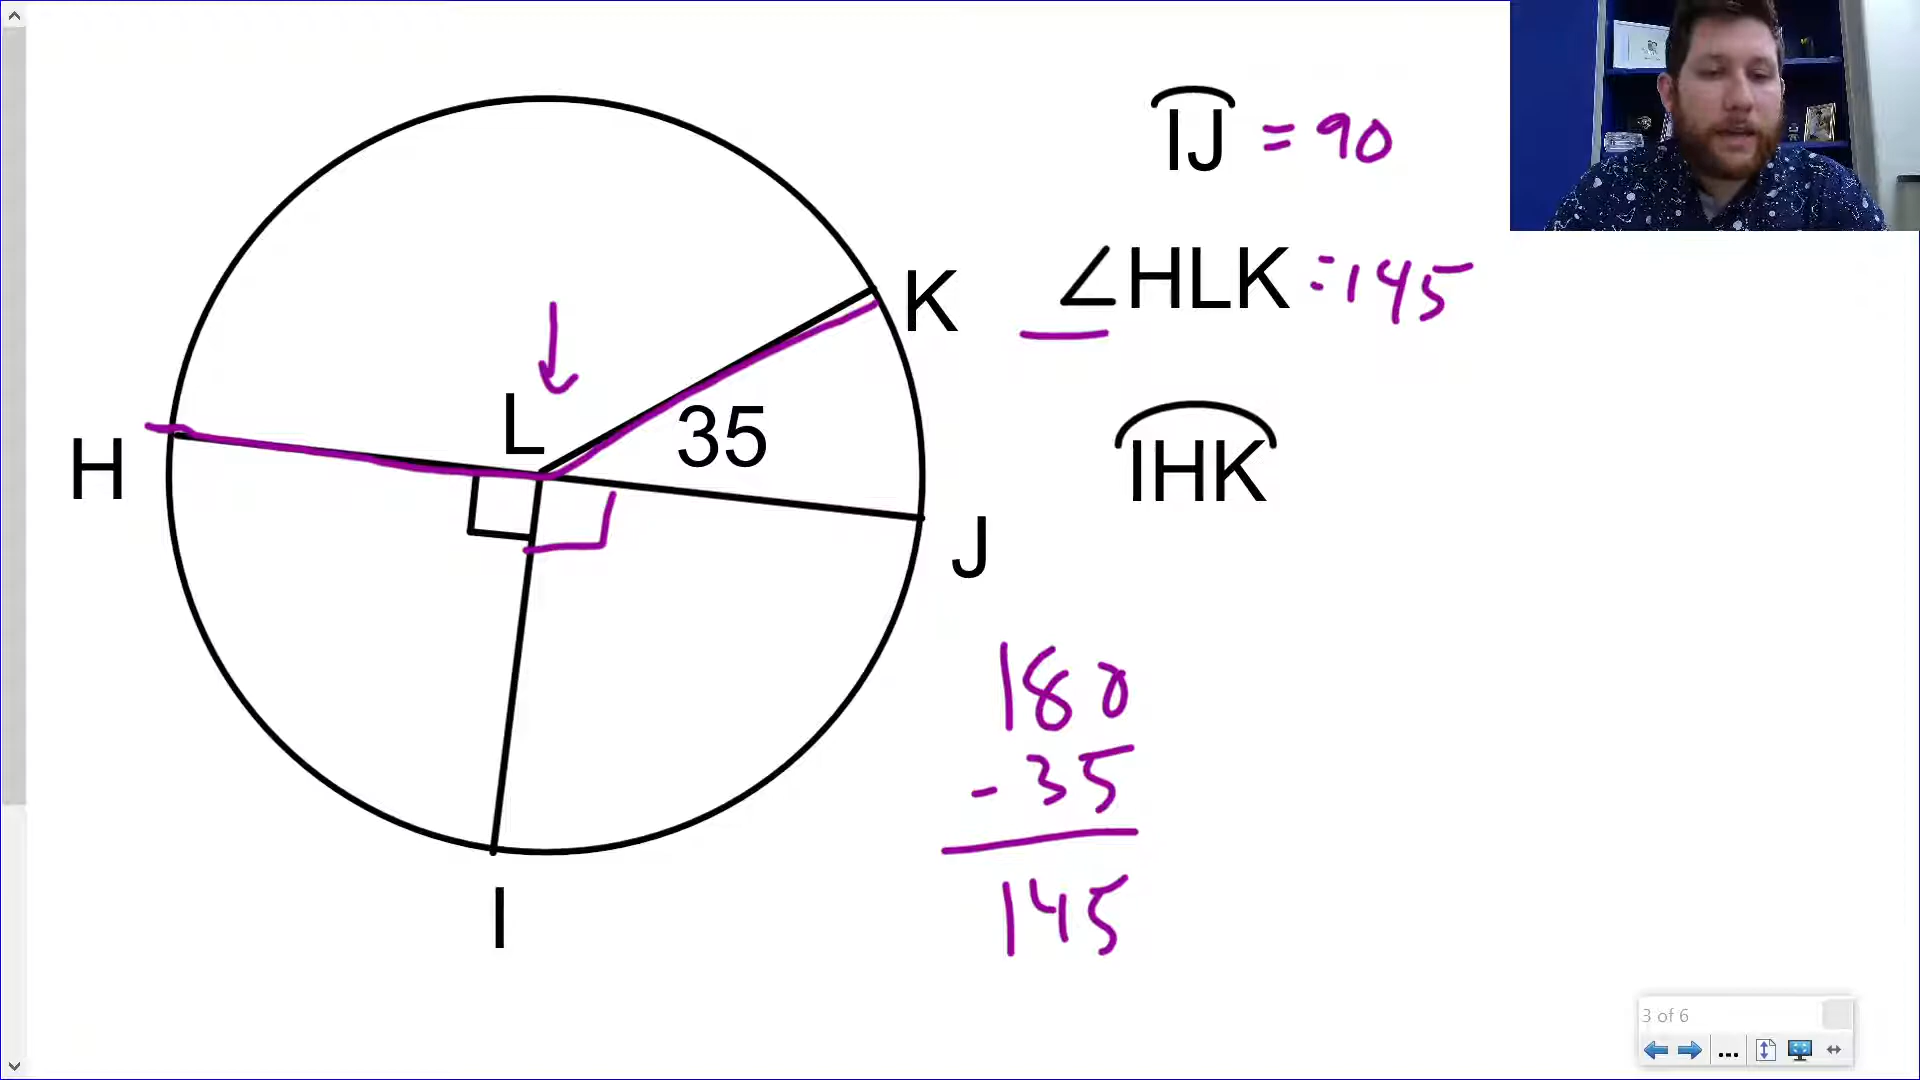 IJ = 90
K
∠HLK = 145
L
35
H
IHK
J
180
- 35
145
I
3 of 6
...